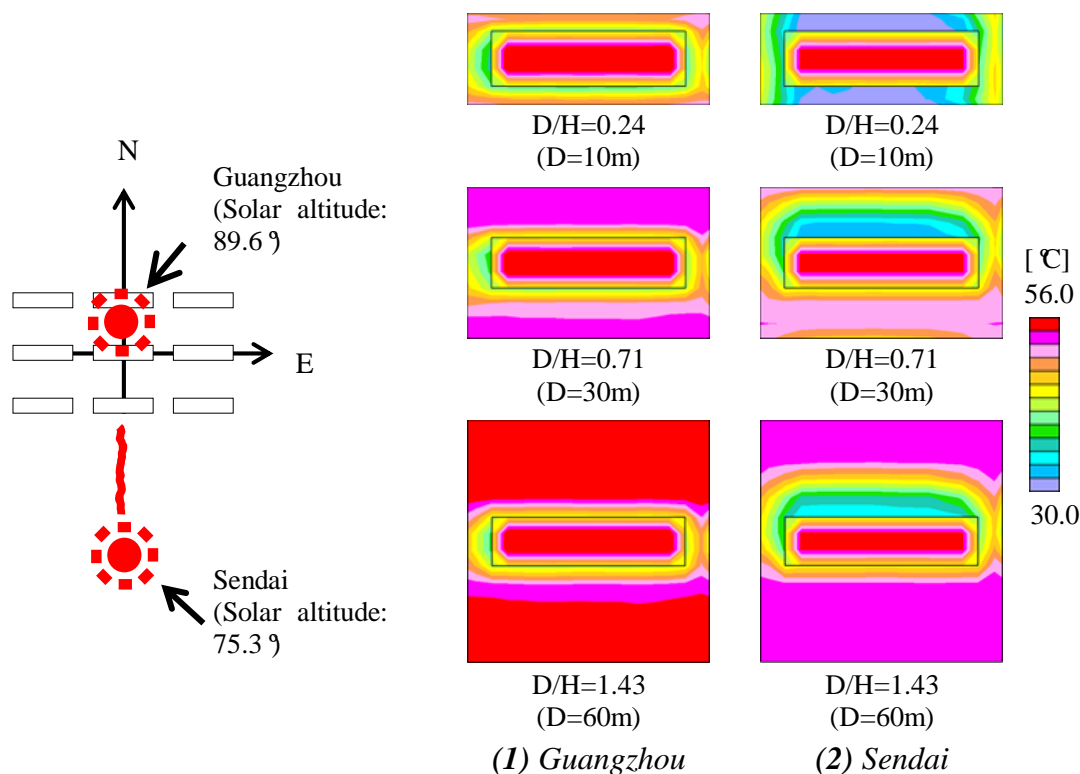 N
Guangzhou
(Solar altitude:
89.6°)
E
Sendai
(Solar altitude:
75.3°)
D/H=0.24
(D=10m)
D/H=0.24
(D=10m)
D/H=0.71
(D=30m)
D/H=0.71
(D=30m)
D/H=1.43
(D=60m)
D/H=1.43
(D=60m)
(1) Guangzhou
(2) Sendai
[℃]
56.0
30.0